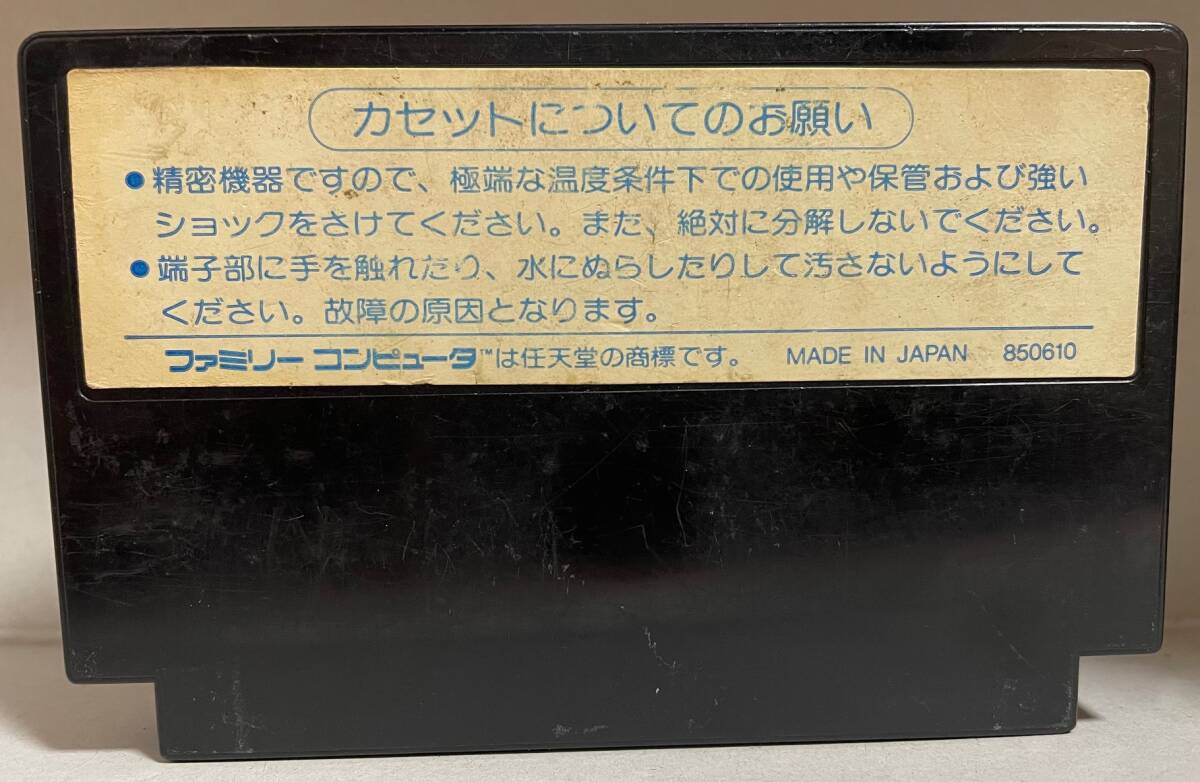 カセットについてのお願い
●精密機器ですので、極端な温度条件下での使用や保管および強い
ショックをさけてください。また、絶対に分解しないでください。
●端子部に手を触れたり、水にぬらしたりして汚さないようにして
ください。故障の原因となります。
ファミリーコンピュータ™は任天堂の商標です。 MADE IN JAPAN 850610